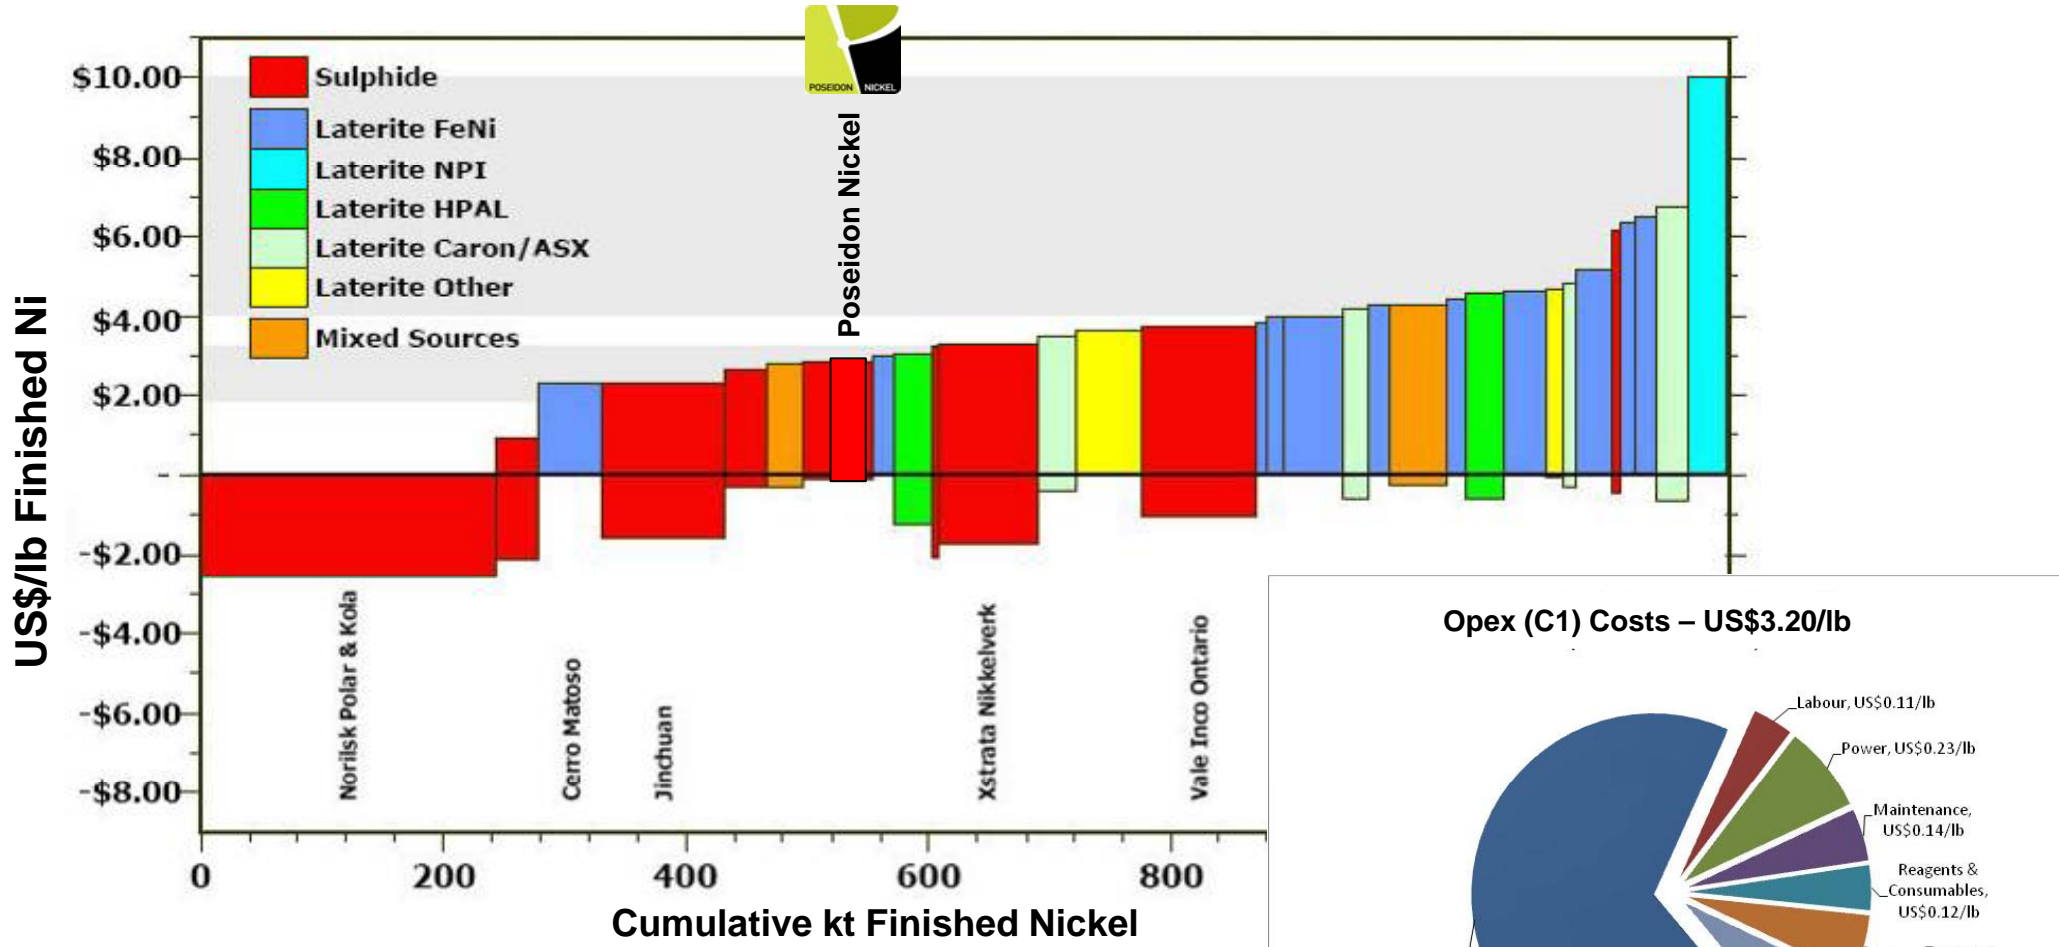 POSEIDON NICKEL
$10.00
$8.00
$6.00
$4.00
$2.00
-
-$2.00
-$4.00
-$6.00
-$8.00
US$/lb Finished Ni
Sulphide
Laterite FeNi
Laterite NPI
Laterite HPAL
Laterite Caron/ASX
Laterite Other
Mixed Sources
Poseidon Nickel
Norilsk Polar & Kola
Cerro Matoso
Jinchuan
Xstrata Nikkelverk
Vale Inco Ontario
0
200
400
600
800
Cumulative kt Finished Nickel
Opex (C1) Costs – US$3.20/lb
Labour, US$0.11/lb
Power, US$0.23/lb
Maintenance,
US$0.14/lb
Reagents &
Consumables,
US$0.12/lb